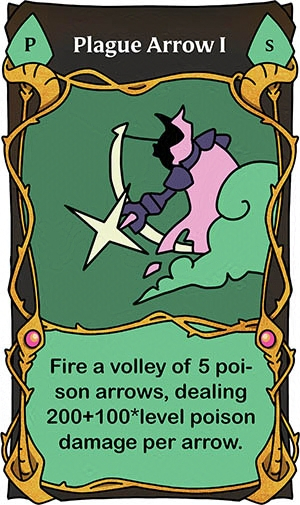 P Plague Arrow I S
Fire a volley of 5 poi-
son arrows, dealing
200+100*level poison
damage per arrow.